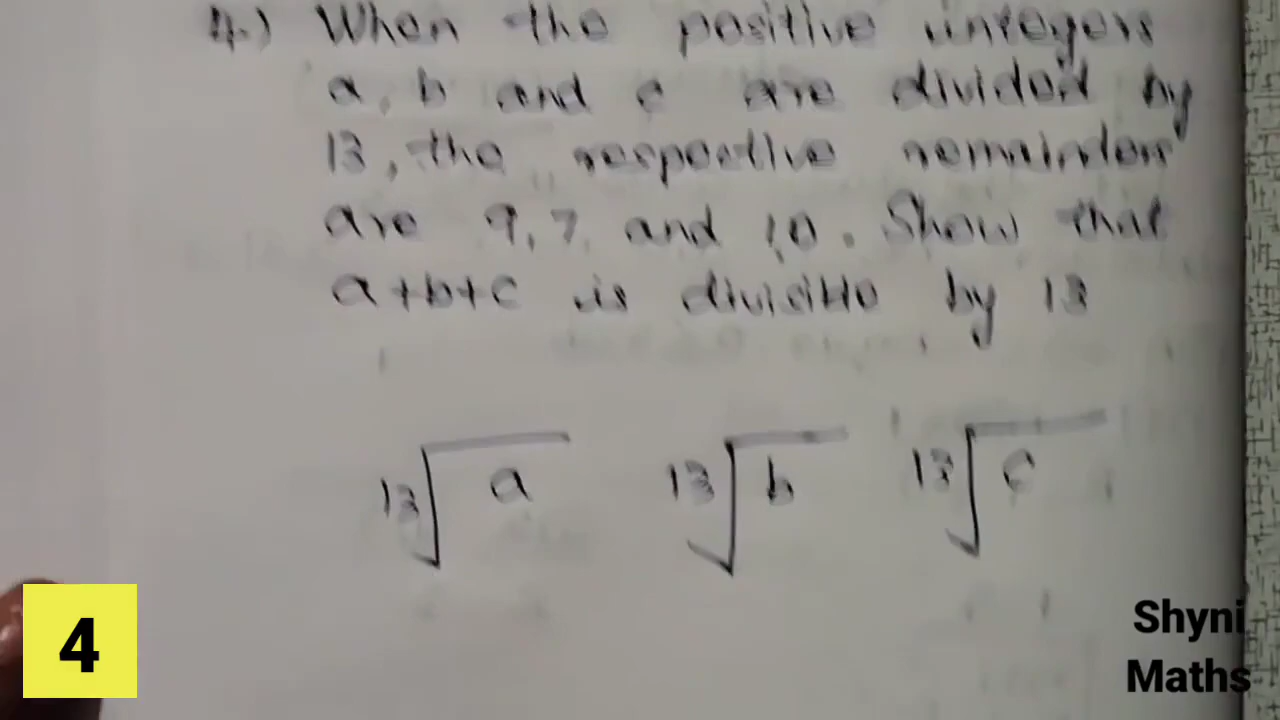 4.) When the positive integers
a, b and c are divided by
13, the respective remainders
are 9, 7 and 10. Show that
a+b+c is divisible by 13
13 a 13 b 13 c
4
Shyni
Maths